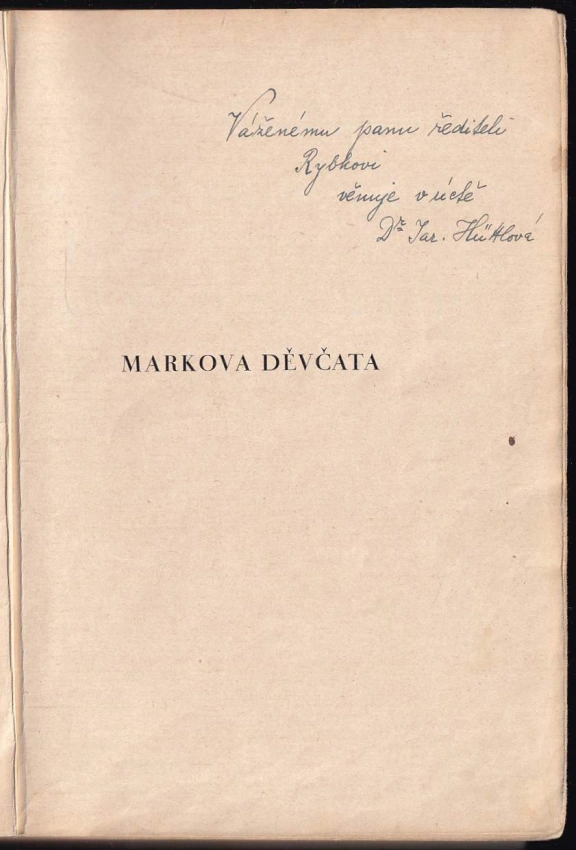 Váženému panu řediteli
Rybkovi
věnuje v úctě
Dr. Jar. Hüttlová
MARKOVA DĚVČATA